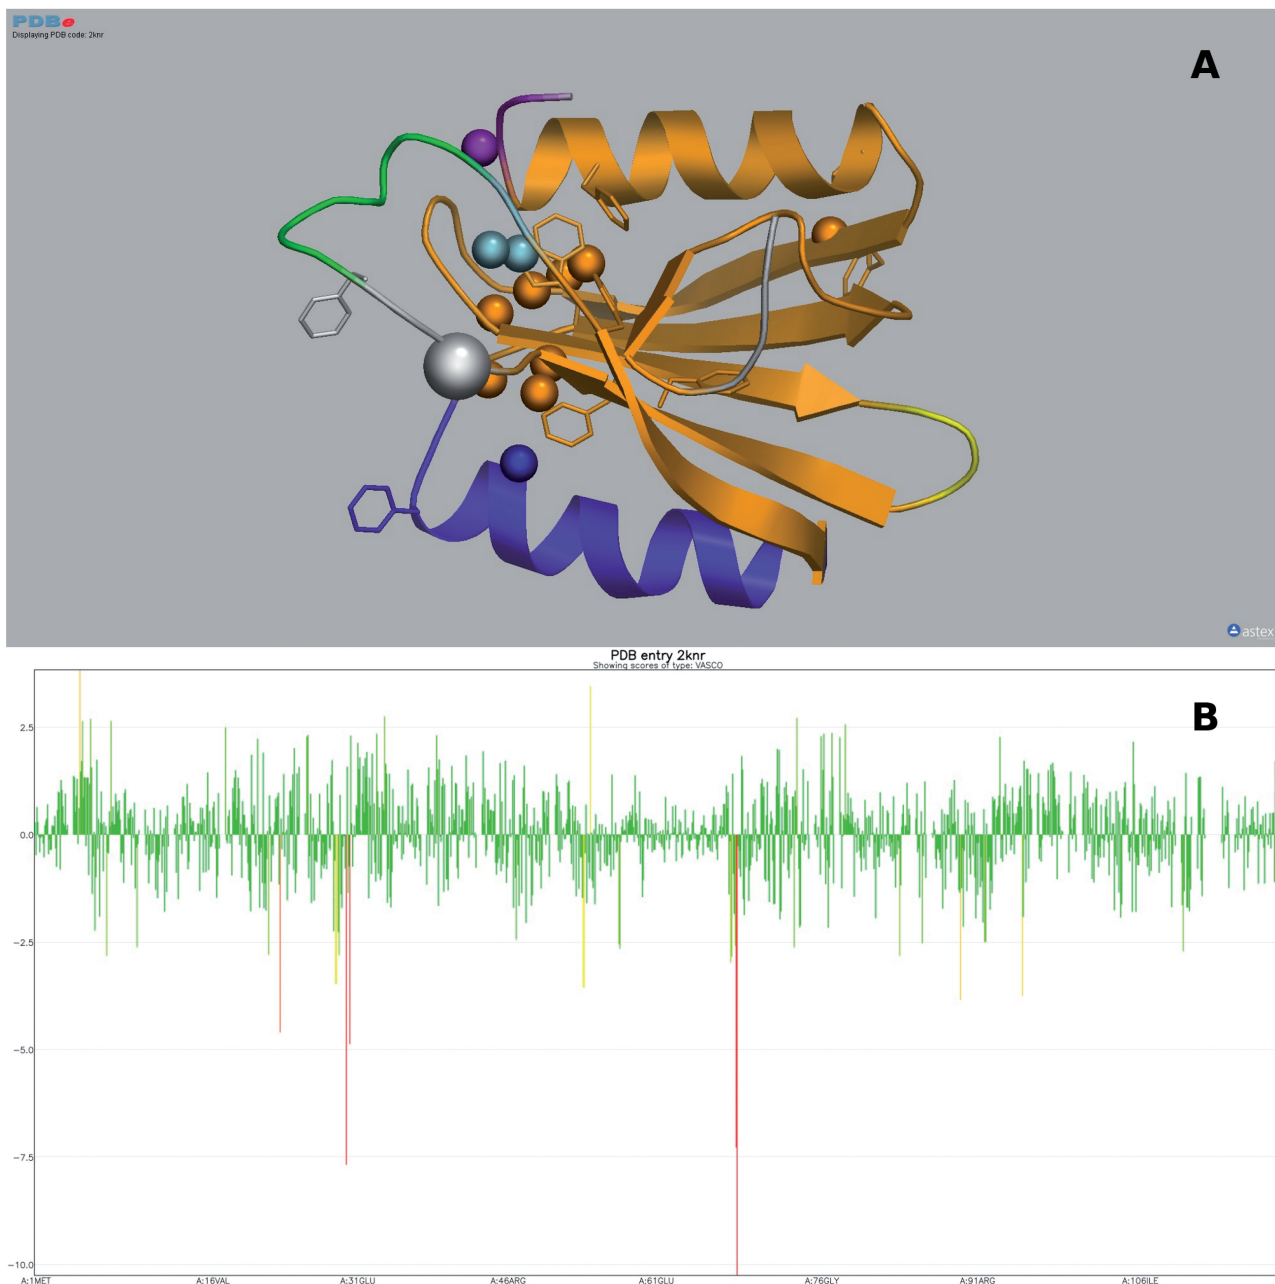 PDBe
Displaying PDB code: 2knr
A
astex
PDB entry 2knr
Showing scores of type: VASCO
B
2.5
0.0
−2.5
−5.0
−7.5
−10.0
A:1MET A:16VAL A:31GLU A:46ARG A:61GLU A:76GLY A:91ARG A:106ILE